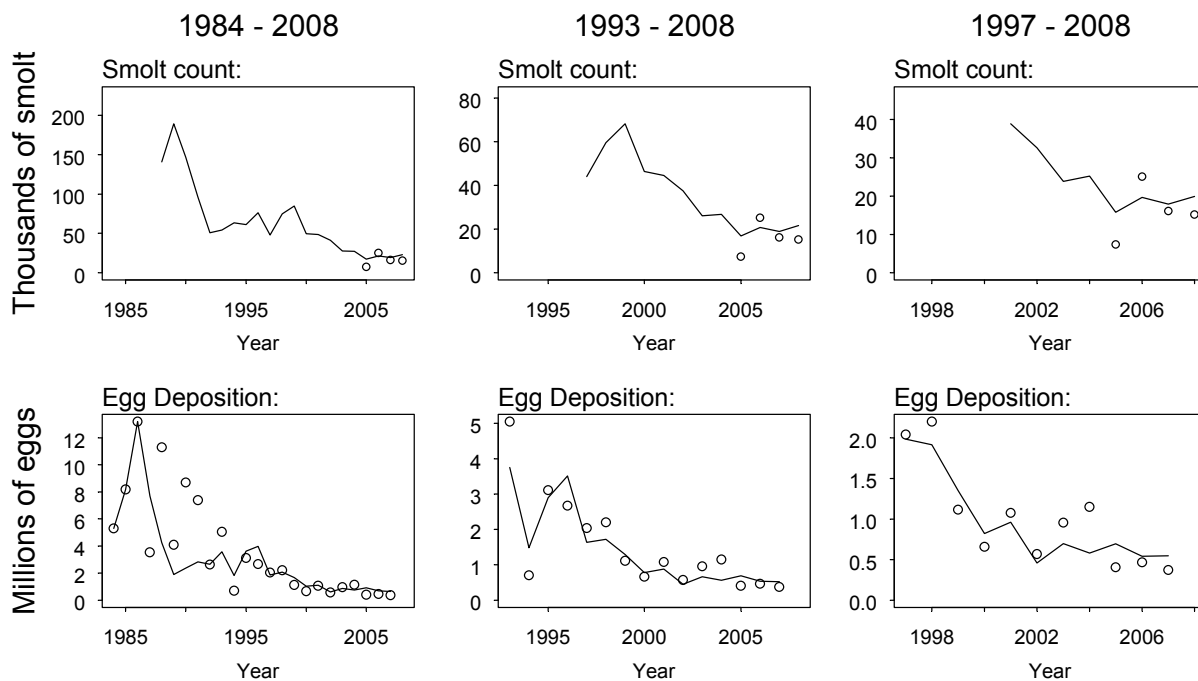 1984 - 2008
1993 - 2008
1997 - 2008
Thousands of smolt
Smolt count:
200
150
100
50
0
1985 1995 2005
Year
Smolt count:
80
60
40
20
0
1995 2000 2005
Year
Smolt count:
40
30
20
10
0
1998 2002 2006
Year
Millions of eggs
Egg Deposition:
12
10
8
6
4
2
0
1985 1995 2005
Year
Egg Deposition:
5
4
3
2
1
0
1995 2000 2005
Year
Egg Deposition:
2.0
1.5
1.0
0.5
0.0
1998 2002 2006
Year